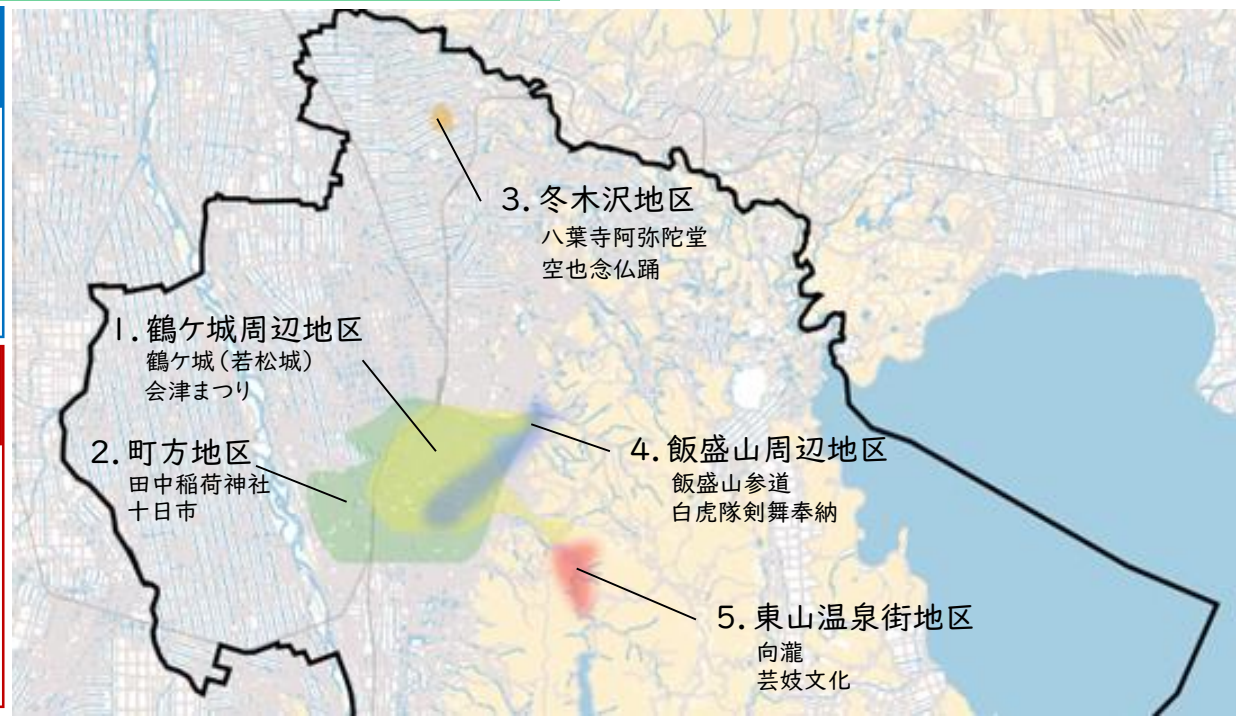 3. 冬木沢地区
八葉寺阿弥陀堂
空也念仏踊
1. 鶴ケ城周辺地区
鶴ケ城（若松城）
会津まつり
2. 町方地区
田中稲荷神社
十日市
4. 飯盛山周辺地区
飯盛山参道
白虎隊剣舞奉納
5. 東山温泉街地区
向瀧
芸妓文化